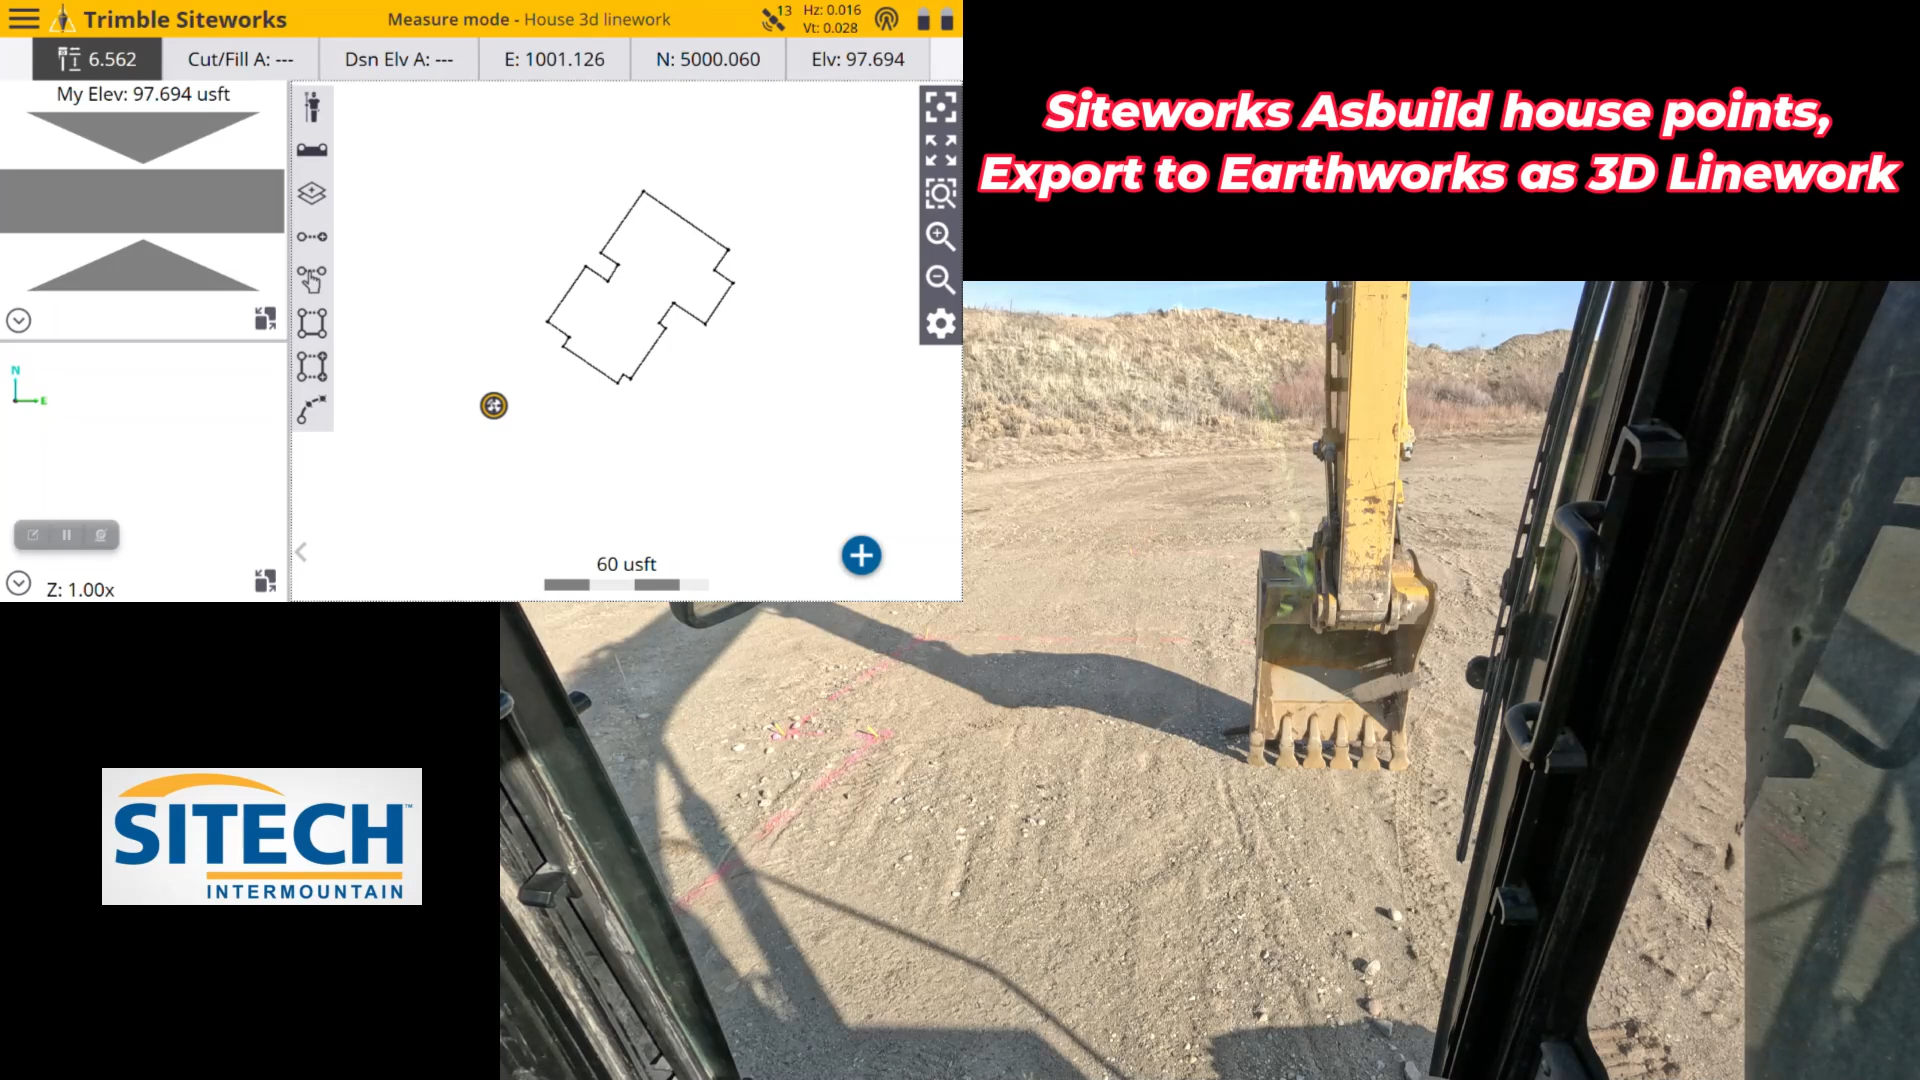 Trimble Siteworks
Measure mode - House 3d linework
13
Hz: 0.016
Vt: 0.028
6.562
Cut/Fill A: ---
Dsn Elv A: ---
E: 1001.126
N: 5000.060
Elv: 97.694
My Elev: 97.694 usft
N
E
Z: 1.00x
60 usft
Siteworks Asbuild house points,
Export to Earthworks as 3D Linework
SITECH™
INTERMOUNTAIN